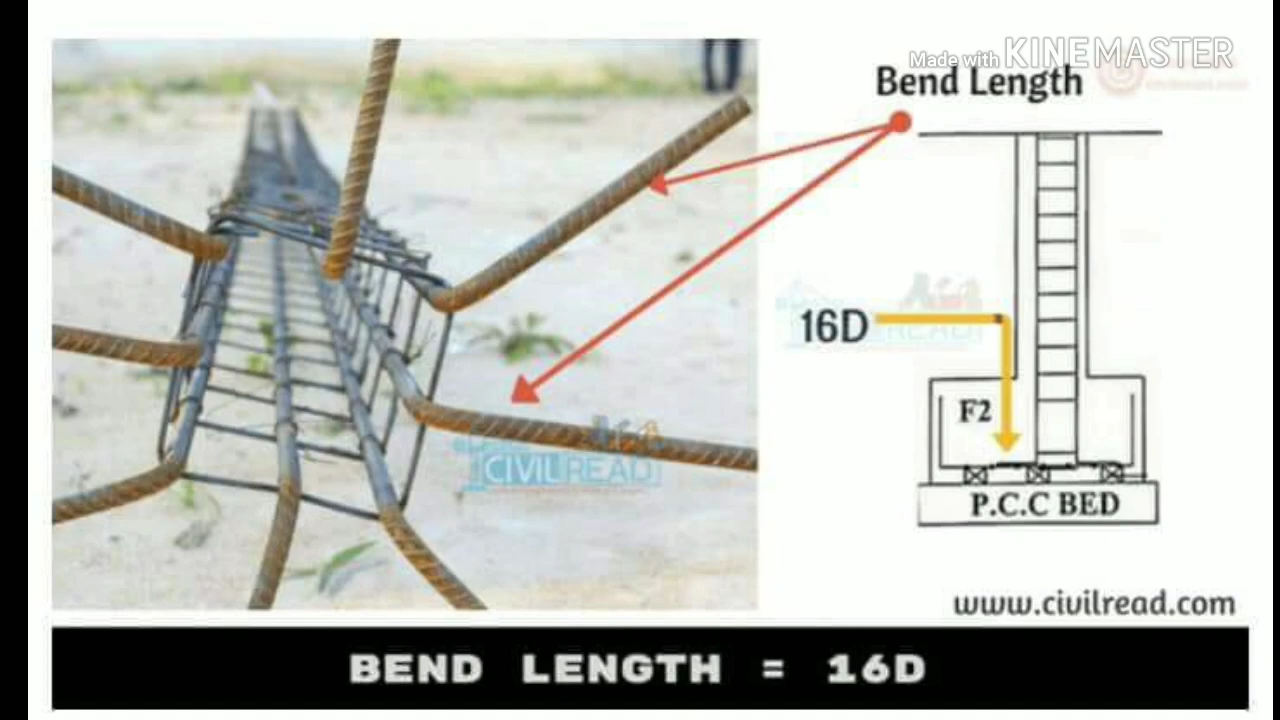 Made with KINEMASTER
Bend Length
16D
F2
CIVILREAD
P.C.C BED
www.civilread.com
BEND LENGTH = 16D